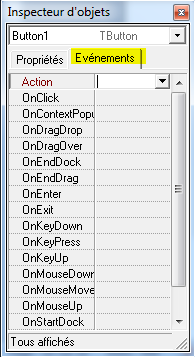 Inspecteur d'objets
Button1 TButton
Propriétés Evénements
Action
OnClick
OnContextPopu
OnDragDrop
OnDragOver
OnEndDock
OnEndDrag
OnEnter
OnExit
OnKeyDown
OnKeyPress
OnKeyUp
OnMouseDown
OnMouseMove
OnMouseUp
OnStartDock
Tous affichés